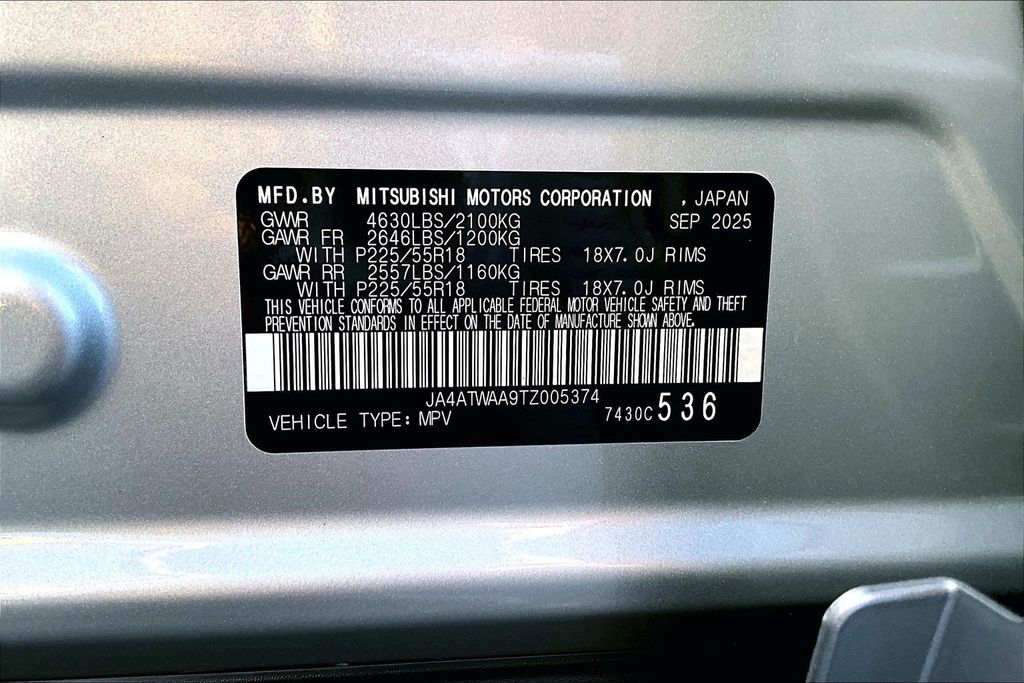 MFD.BY MITSUBISHI MOTORS CORPORATION , JAPAN
GVWR 4630LBS/2100KG SEP 2025
GAWR FR 2646LBS/1200KG
WITH P225/55R18 TIRES 18X7.0J RIMS
GAWR RR 2557LBS/1160KG
WITH P225/55R18 TIRES 18X7.0J RIMS
THIS VEHICLE CONFORMS TO ALL APPLICABLE FEDERAL MOTOR VEHICLE SAFETY AND THEFT
PREVENTION STANDARDS IN EFFECT ON THE DATE OF MANUFACTURE SHOWN ABOVE.
JA4ATWAA9TZ005374
VEHICLE TYPE: MPV 7430C 536